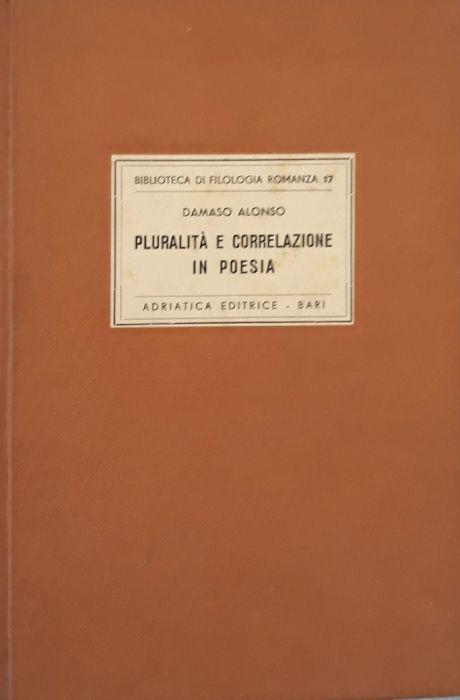 BIBLIOTECA DI FILOLOGIA ROMANZA 17
DAMASO ALONSO
PLURALITÀ E CORRELAZIONE
IN POESIA
ADRIATICA EDITRICE - BARI